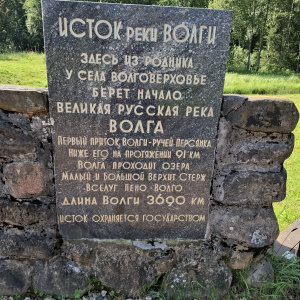 ИСТОК реки ВОЛГИ
ЗДЕСЬ ИЗ РОДНИКА
У СЕЛА ВОЛГОВЕРХОВЬЕ
БЕРЕТ НАЧАЛО
ВЕЛИКАЯ РУССКАЯ РЕКА
ВОЛГА
ПЕРВЫЙ ПРИТОК ВОЛГИ-РУЧЕЙ ПЕРСЯНКА
НИЖЕ ЕГО НА ПРОТЯЖЕНИИ 91 КМ
ВОЛГА ПРОХОДИТ ОЗЕРА
МАЛЫЙ И БОЛЬШОЙ ВЕРХИТ СТЕРЖ
ВСЕЛУГ ПЕНО ВОЛГО
ДЛИНА ВОЛГИ 3690 КМ
ИСТОК ОХРАНЯЕТСЯ ГОСУДАРСТВОМ